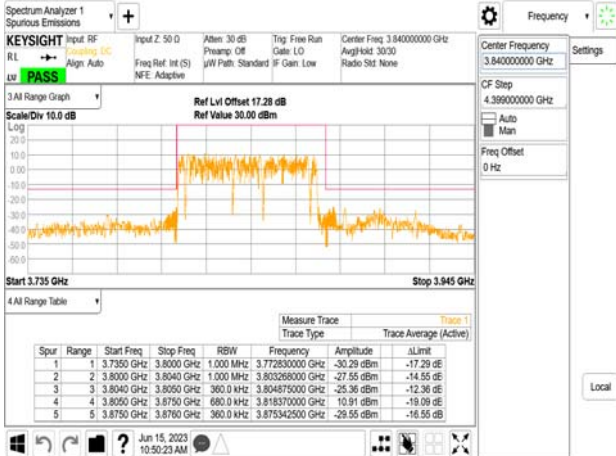 Spectrum Analyzer 1
Spurious Emissions
Frequency
KEYSIGHT Input: RF Input Z: 50 Ω Atten: 30 dB Trig: Free Run Center Freq: 3.840000000 GHz
RL Coupling: DC Preamp: Off Gate: LO Avg|Hold: 30/30
Align: Auto Freq Ref: Int (S) µW Path: Standard IF Gain: Low Radio Std: None
LV PASS NFE: Adaptive
Center Frequency
3.840000000 GHz
Settings
CF Step
4.399000000 GHz
Auto
Man
Freq Offset
0 Hz
Local
3 All Range Graph
Ref Lvl Offset 17.28 dB
Scale/Div 10.0 dB Ref Value 30.00 dBm
Log
20.0
10.0
0.00
-10.0
-20.0
-30.0
-40.0
-50.0
-60.0
Start 3.735 GHz Stop 3.945 GHz
4 All Range Table
Measure Trace Trace 1
Trace Type Trace Average (Active)
Spur Range Start Freq Stop Freq RBW Frequency Amplitude ΔLimit
1 1 3.7350 GHz 3.8000 GHz 1.000 MHz 3.772830000 GHz -30.29 dBm -17.29 dB
2 2 3.8000 GHz 3.8040 GHz 1.000 MHz 3.803268000 GHz -27.55 dBm -14.55 dB
3 3 3.8040 GHz 3.8050 GHz 360.0 kHz 3.804875000 GHz -25.36 dBm -12.36 dB
4 4 3.8050 GHz 3.8750 GHz 680.0 kHz 3.818370000 GHz 10.91 dBm -19.09 dB
5 5 3.8750 GHz 3.8760 GHz 360.0 kHz 3.875342500 GHz -29.55 dBm -16.55 dB
Jun 15, 2023
10:50:23 AM